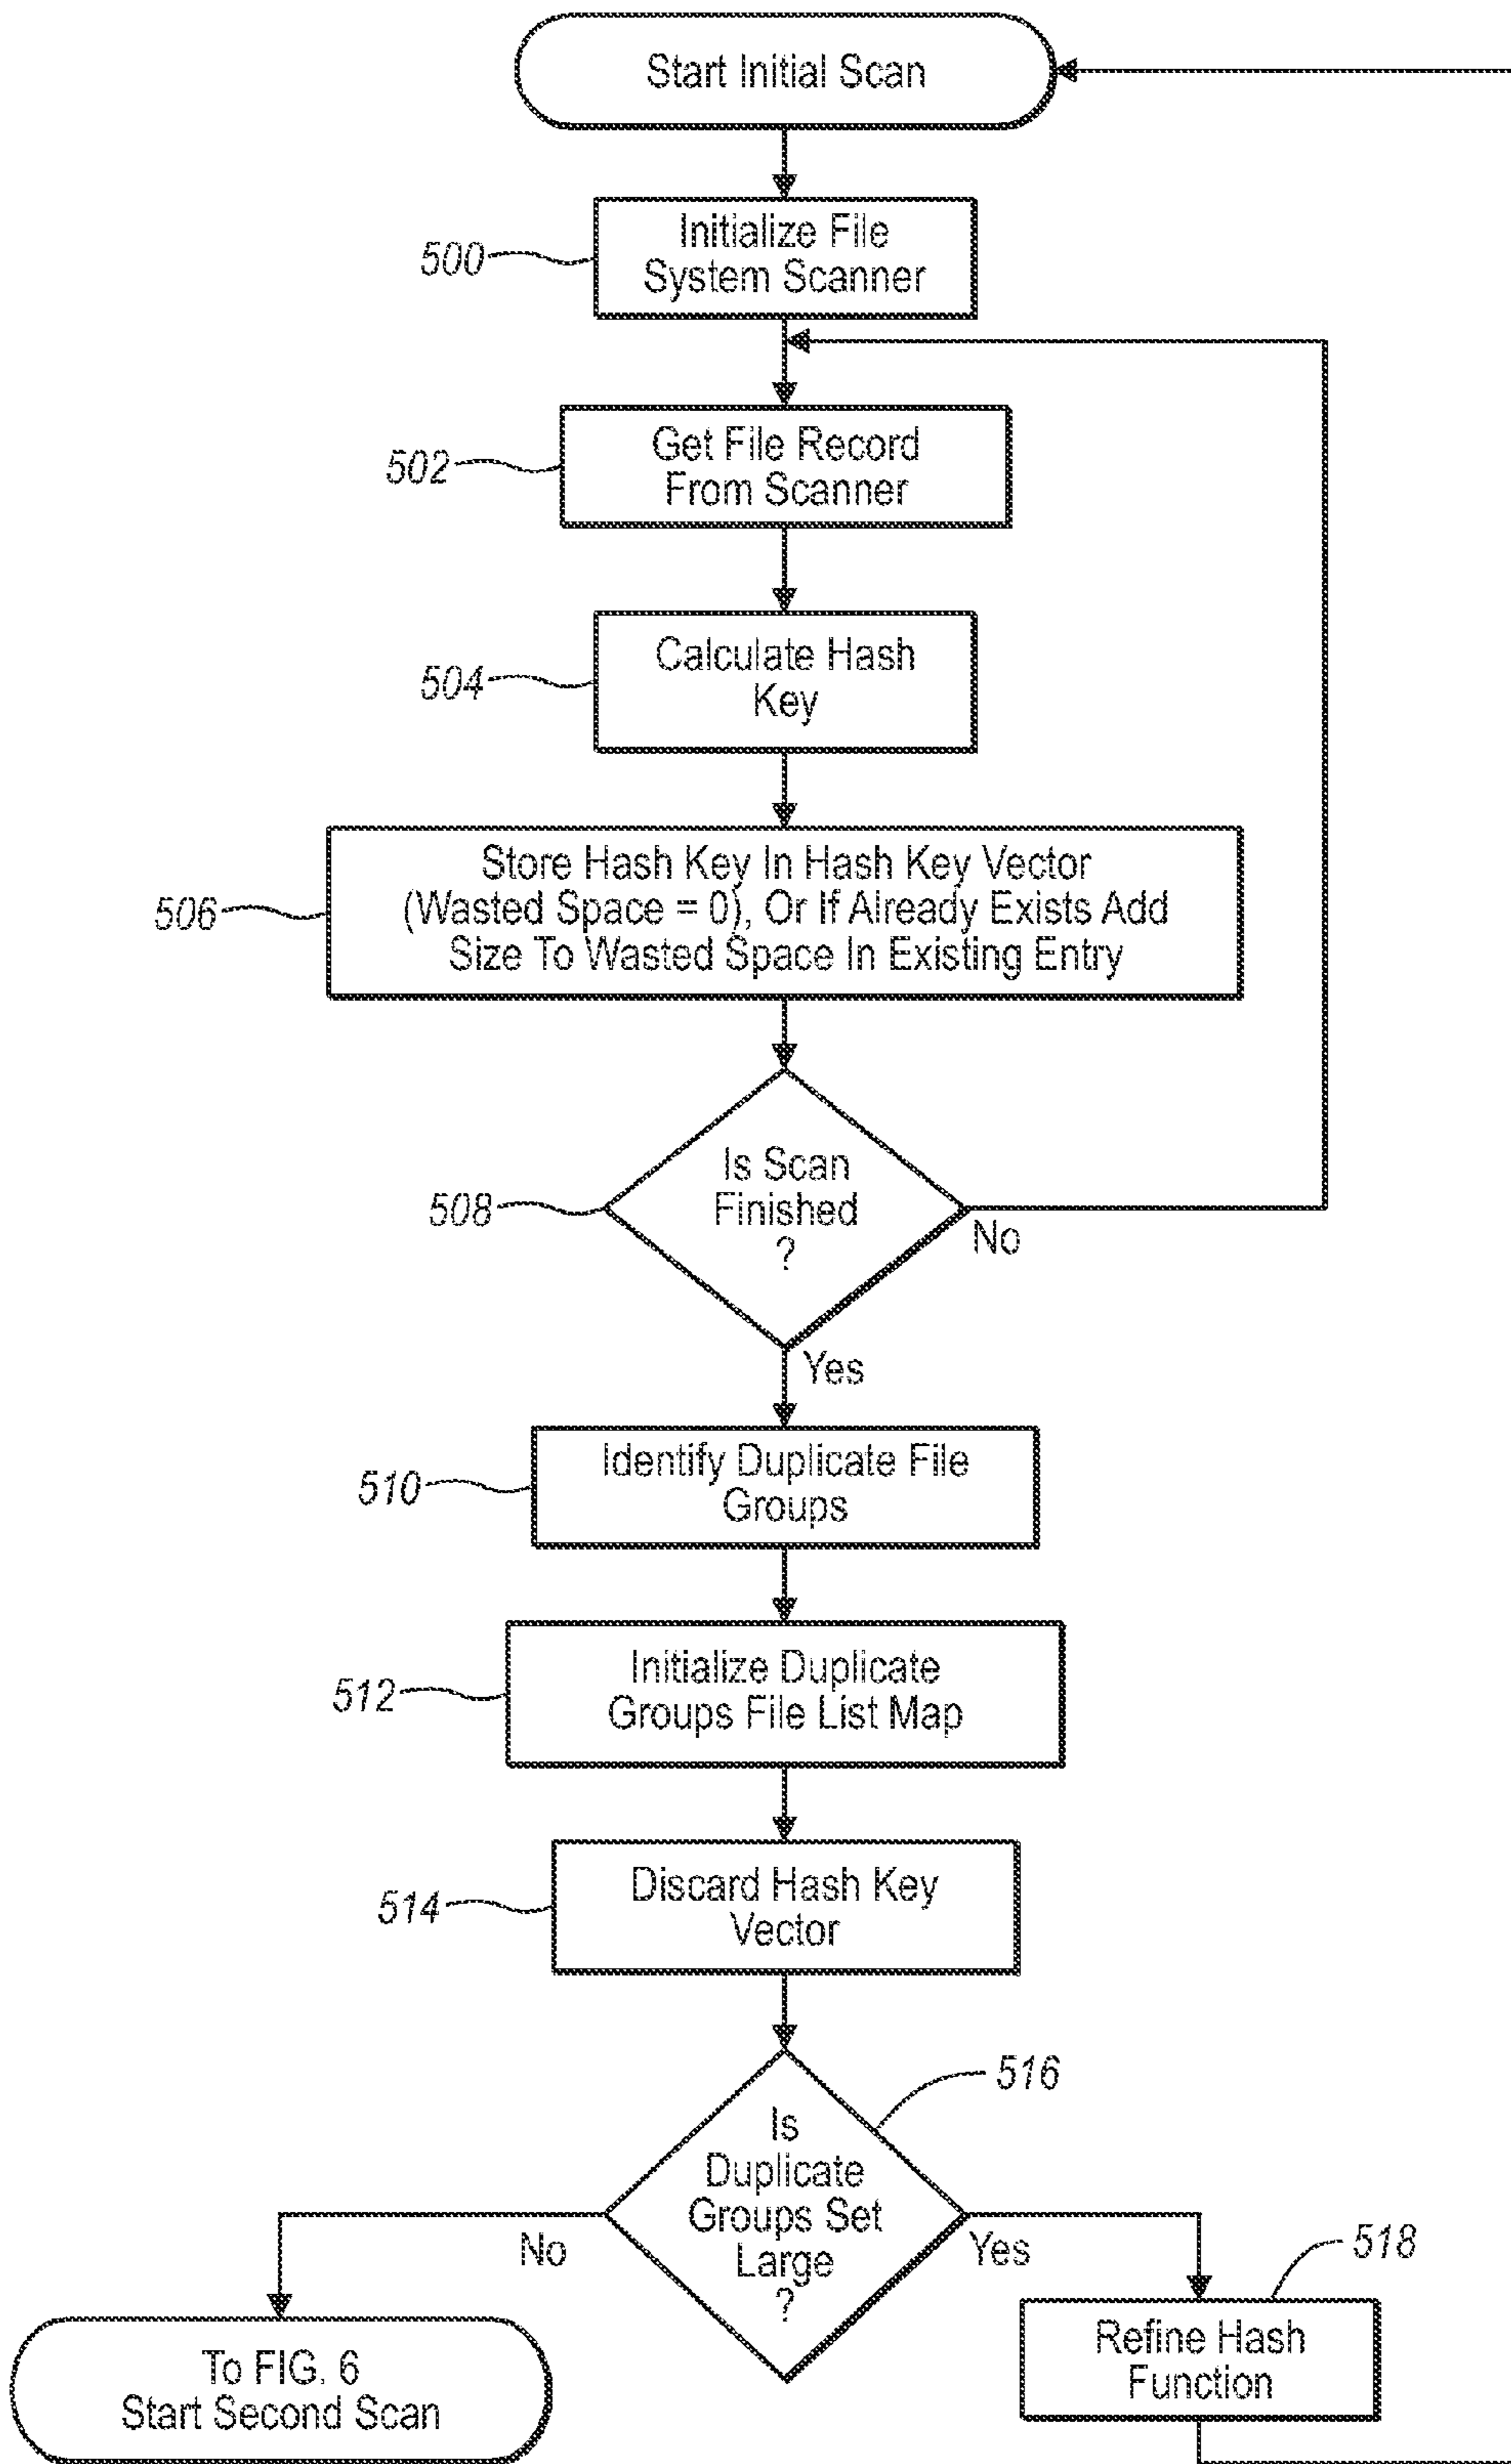 Start Initial Scan
500
Initialize File
System Scanner
502
Get File Record
From Scanner
504
Calculate Hash
Key
506
Store Hash Key In Hash Key Vector
(Wasted Space = 0), Or If Already Exists Add
Size To Wasted Space In Existing Entry
508
Is Scan
Finished
?
No
Yes
510
Identify Duplicate File
Groups
512
Initialize Duplicate
Groups File List Map
514
Discard Hash Key
Vector
516
Is
Duplicate
Groups Set
Large
?
No
Yes
518
To FIG. 6
Start Second Scan
Refine Hash
Function